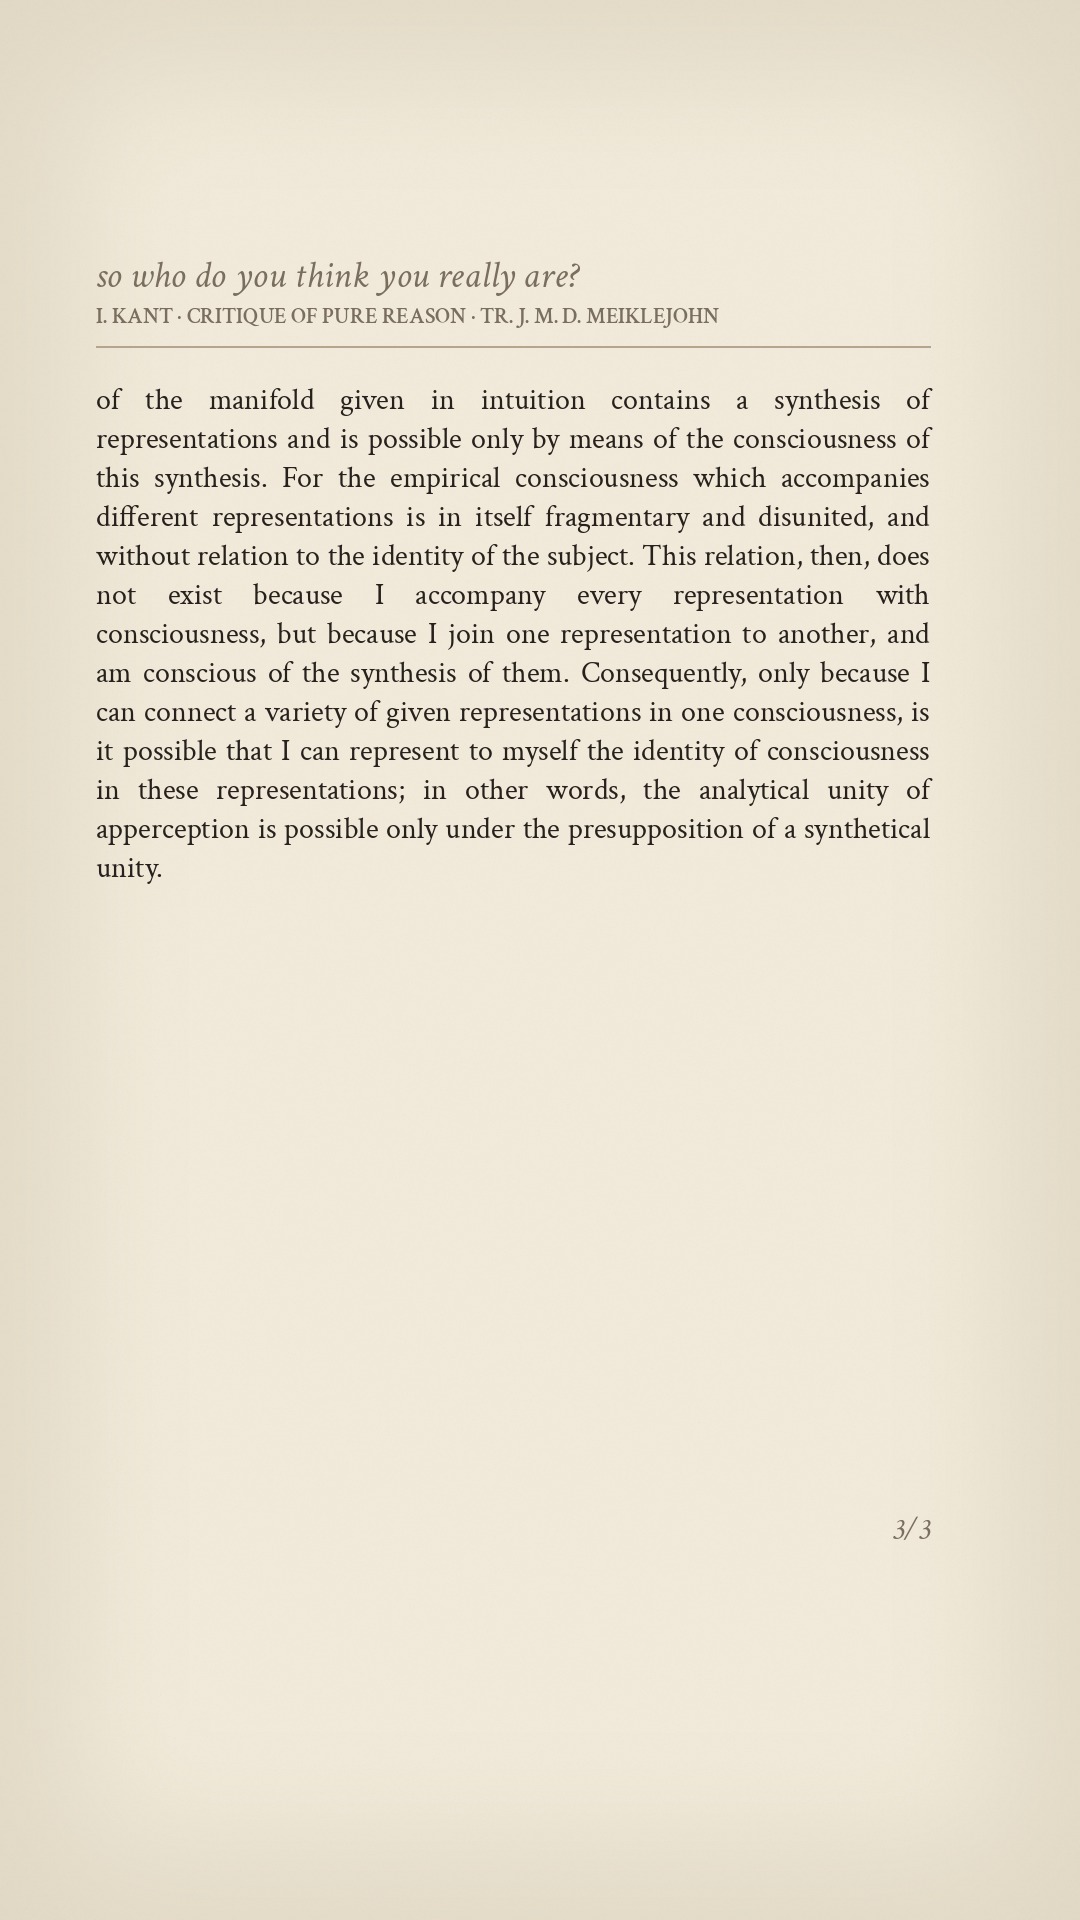 so who do you think you really are?
I. KANT · CRITIQUE OF PURE REASON · TR. J. M. D. MEIKLEJOHN
of the manifold given in intuition contains a synthesis of
representations and is possible only by means of the consciousness of
this synthesis. For the empirical consciousness which accompanies
different representations is in itself fragmentary and disunited, and
without relation to the identity of the subject. This relation, then, does
not exist because I accompany every representation with
consciousness, but because I join one representation to another, and
am conscious of the synthesis of them. Consequently, only because I
can connect a variety of given representations in one consciousness, is
it possible that I can represent to myself the identity of consciousness
in these representations; in other words, the analytical unity of
apperception is possible only under the presupposition of a synthetical
unity.
3/3